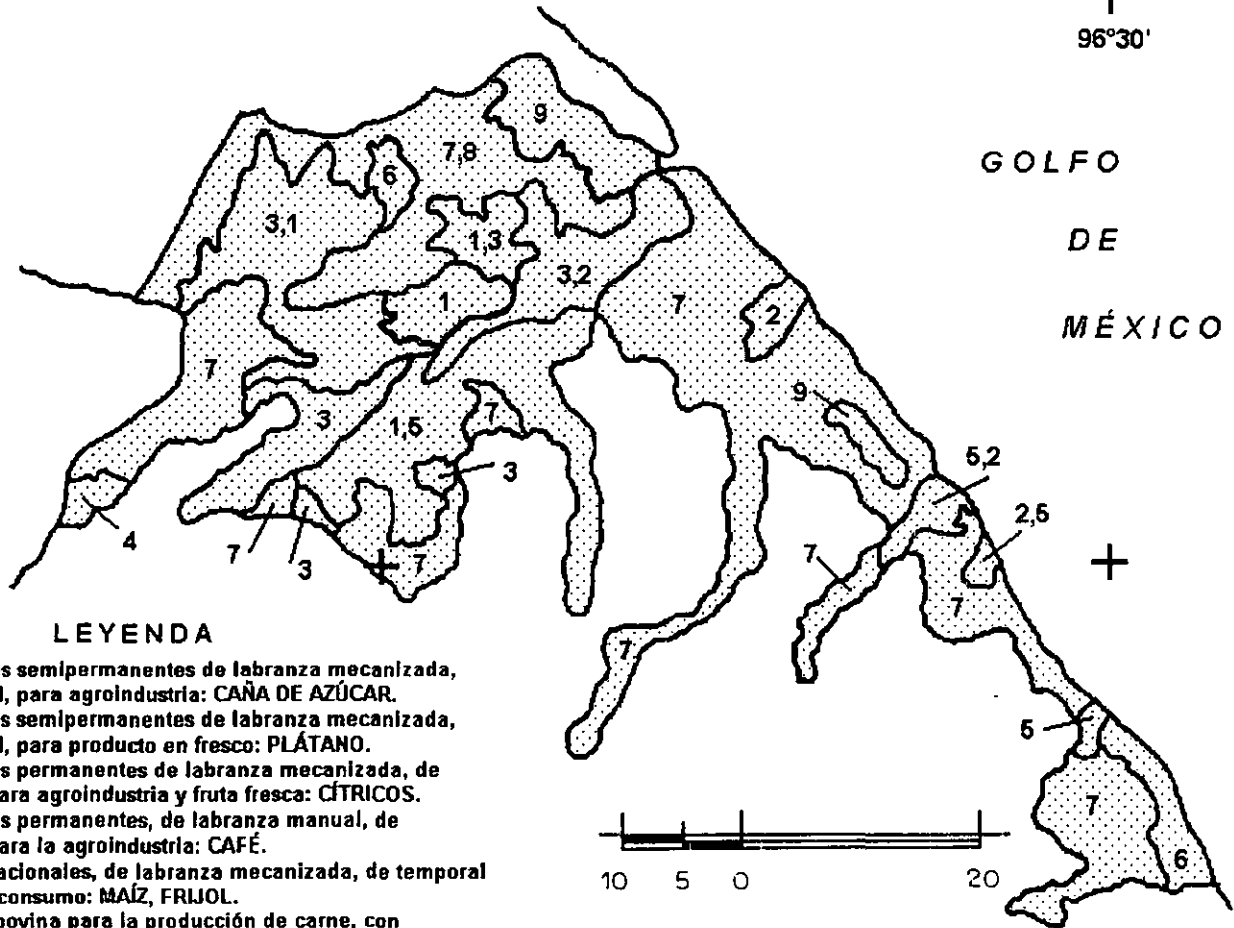 96°30'
GOLFO
DE
MÉXICO
9
7,8
6
3,1
1,3
3,2
1
7
2
7
9
3
1,5
7
5,2
3
2,5
4
7
3
7
7
7
7
5
7
6
LEYENDA
s semipermanentes de labranza mecanizada,
l, para agroindustria: CAÑA DE AZÚCAR.
s semipermanentes de labranza mecanizada,
l, para producto en fresco: PLÁTANO.
s permanentes de labranza mecanizada, de
para agroindustria y fruta fresca: CÍTRICOS.
s permanentes, de labranza manual, de
para la agroindustria: CAFÉ.
acionales, de labranza mecanizada, de temporal
consumo: MAÍZ, FRIJOL.
bovina para la producción de carne, con
10 5 0 20